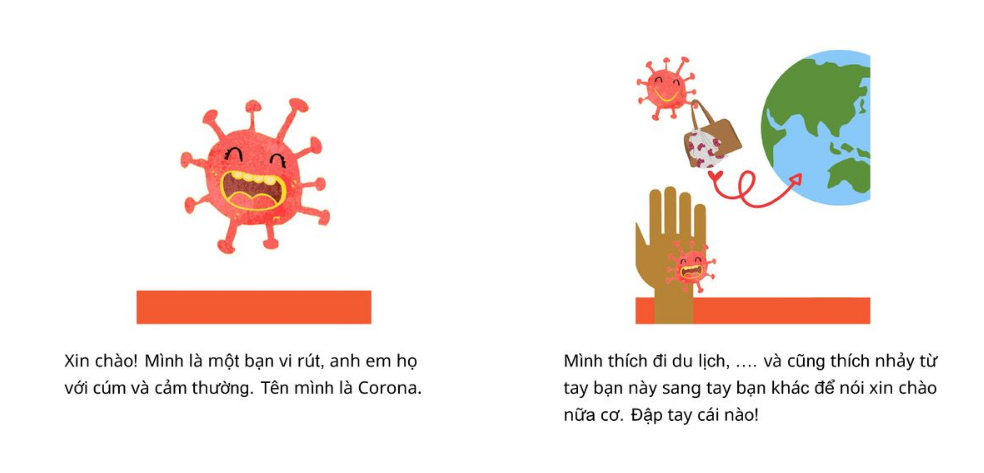 Xin chào! Mình là một bạn vi rút, anh em họ
với cúm và cảm thường. Tên mình là Corona.
Mình thích đi du lịch, .... và cũng thích nhảy từ
tay bạn này sang tay bạn khác để nói xin chào
nữa cơ. Đập tay cái nào!